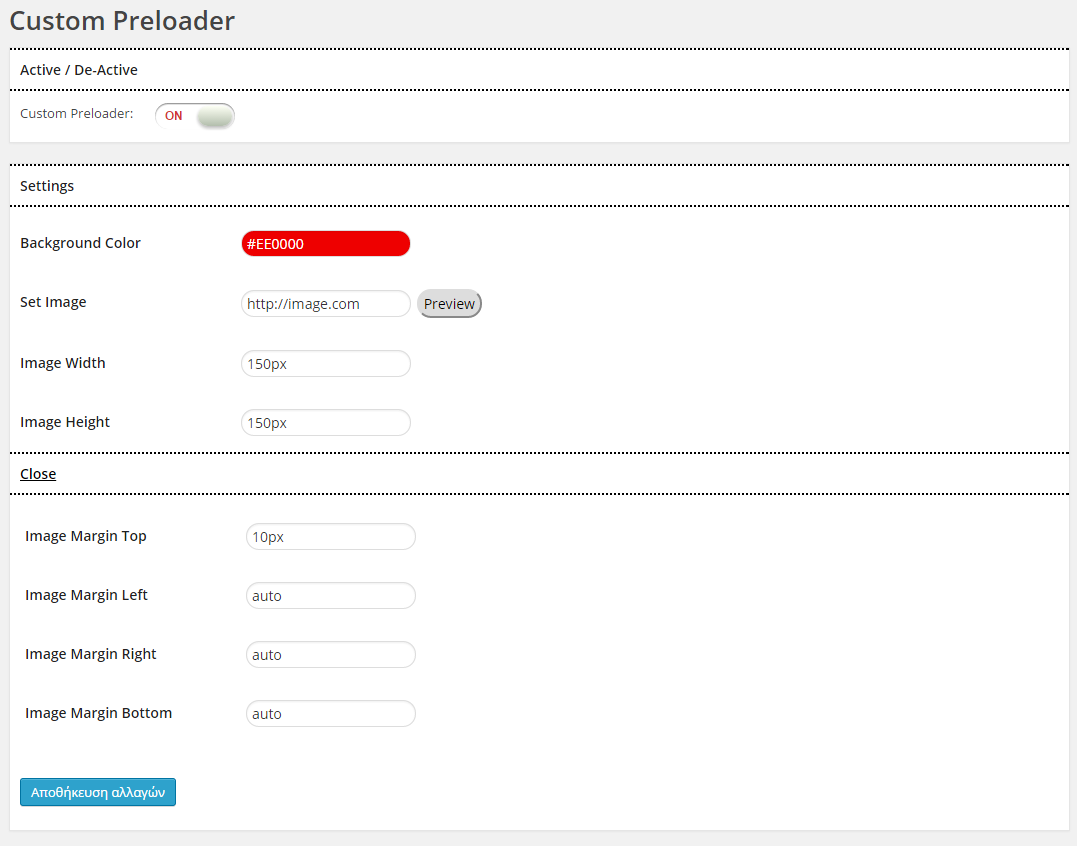 Custom Preloader
Active / De-Active
Custom Preloader: ON
Settings
Background Color #EE0000
Set Image http://image.com Preview
Image Width 150px
Image Height 150px
Close
Image Margin Top 10px
Image Margin Left auto
Image Margin Right auto
Image Margin Bottom auto
Αποθήκευση αλλαγών